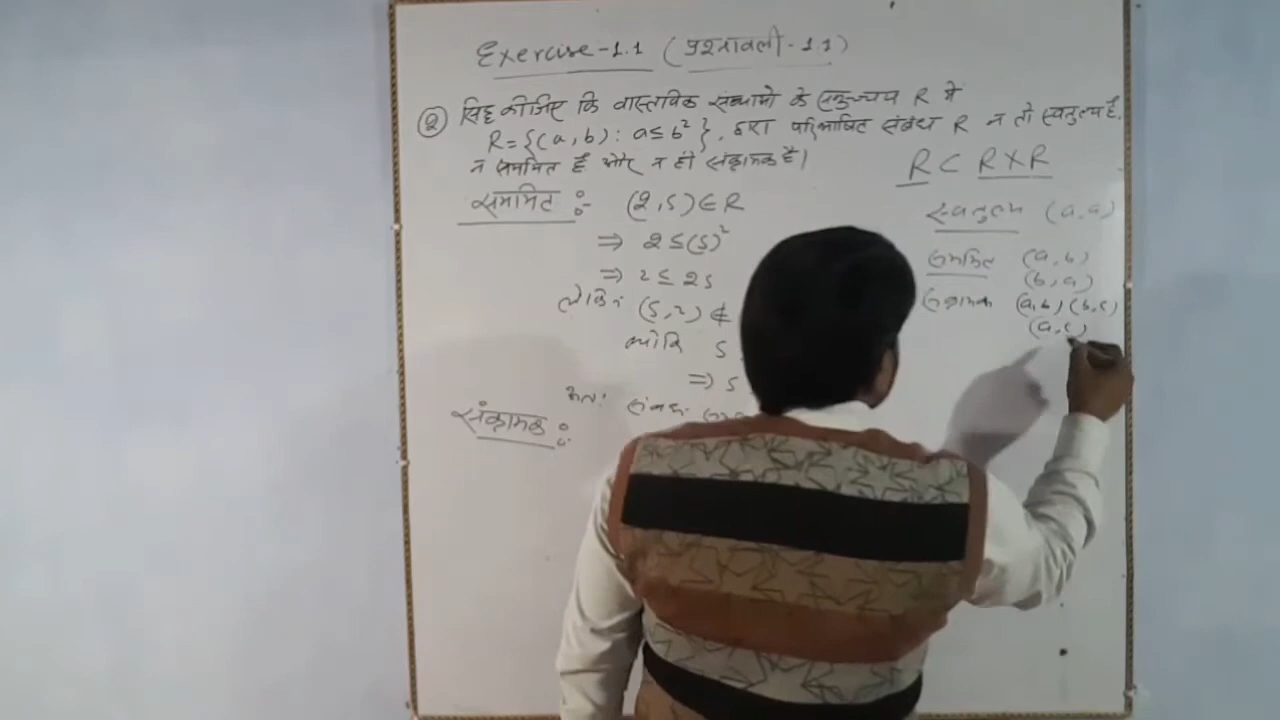 Exercise-1.1 (प्रश्नावली-1.1)
② सिद्ध कीजिए कि वास्तविक संख्याओं के समुच्चय R में
R = {(a, b) : a ≤ b²}, द्वारा परिभाषित संबंध R न तो स्वतुल्य है,
न सममित है और न ही संक्रामक है।
R ⊂ R × R
सममित :-
(2, 5) ∈ R
⇒ 2 ≤ (5)²
⇒ 2 ≤ 25
लेकिन (5, 2) ∉
क्योंकि 5
⇒ 5
अतः संबंध
संक्रामक :
स्वतुल्य (a, a)
सममित (a, b)
(b, a)
संक्रामक (a, b) (b, c)
(a, c)